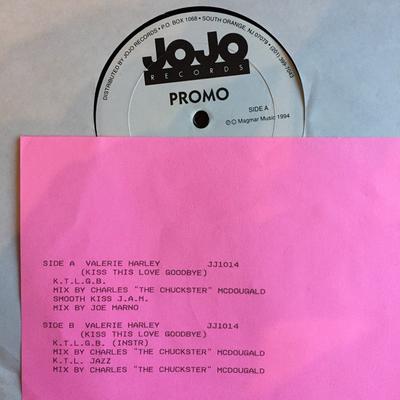 DISTRIBUTED BY JOJO RECORDS • P.O. BOX 1068 • SOUTH ORANGE, NJ 07079 • (201)
JOJO
RECORDS
PROMO
SIDE A
℗© Magmar Music 1994
SIDE A VALERIE HARLEY JJ1014
(KISS THIS LOVE GOODBYE)
K.T.L.G.B.
MIX BY CHARLES "THE CHUCKSTER" MCDOUGALD
SMOOTH KISS J.A.M.
MIX BY JOE MARNO
SIDE B VALERIE HARLEY JJ1014
(KISS THIS LOVE GOODBYE)
K.T.L.G.B. (INSTR)
MIX BY CHARLES "THE CHUCKSTER" MCDOUGALD
K.T.L. JAZZ
MIX BY CHARLES "THE CHUCKSTER" MCDOUGALD